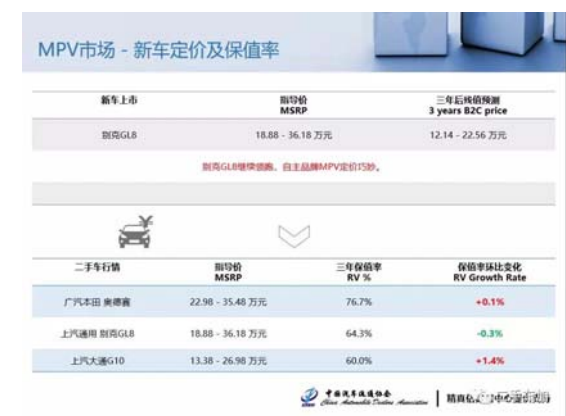 MPV市场 - 新车定价及保值率
新车上市 指导价 三年后残值预测
MSRP 3 years B2C price
别克GL8 18.88 - 36.18 万元 12.14 - 22.56 万元
别克GL8继续领跑，自主品牌MPV定价巧妙。
二手车行情 指导价 三年保值率 保值率环比变化
MSRP RV % RV Growth Rate
广汽本田 奥德赛 22.98 - 35.48 万元 76.7% +0.1%
上汽通用 别克GL8 18.88 - 36.18 万元 64.3% -0.3%
上汽大通G10 13.38 - 26.98 万元 60.0% +1.4%
中国汽车流通协会
China Automobile Dealers Association
精真估